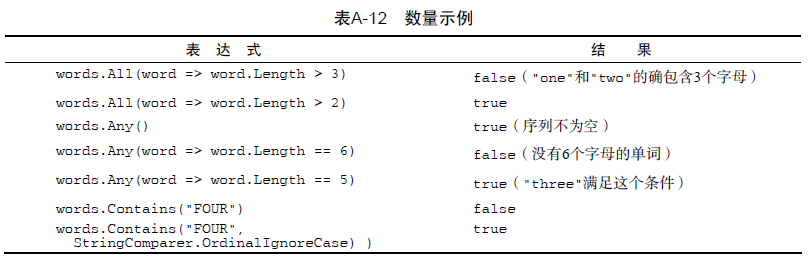 表A-12 数量示例
表 达 式 结 果
words.All(word => word.Length > 3) false（"one"和"two"的确包含3个字母）
words.All(word => word.Length > 2) true
words.Any() true（序列不为空）
words.Any(word => word.Length == 6) false（没有6个字母的单词）
words.Any(word => word.Length == 5) true（"three"满足这个条件）
words.Contains("FOUR") false
words.Contains("FOUR", true
StringComparer.OrdinalIgnoreCase) )